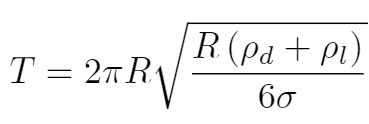 T = 2πR√(R (ρ_d + ρ_l) / 6σ)